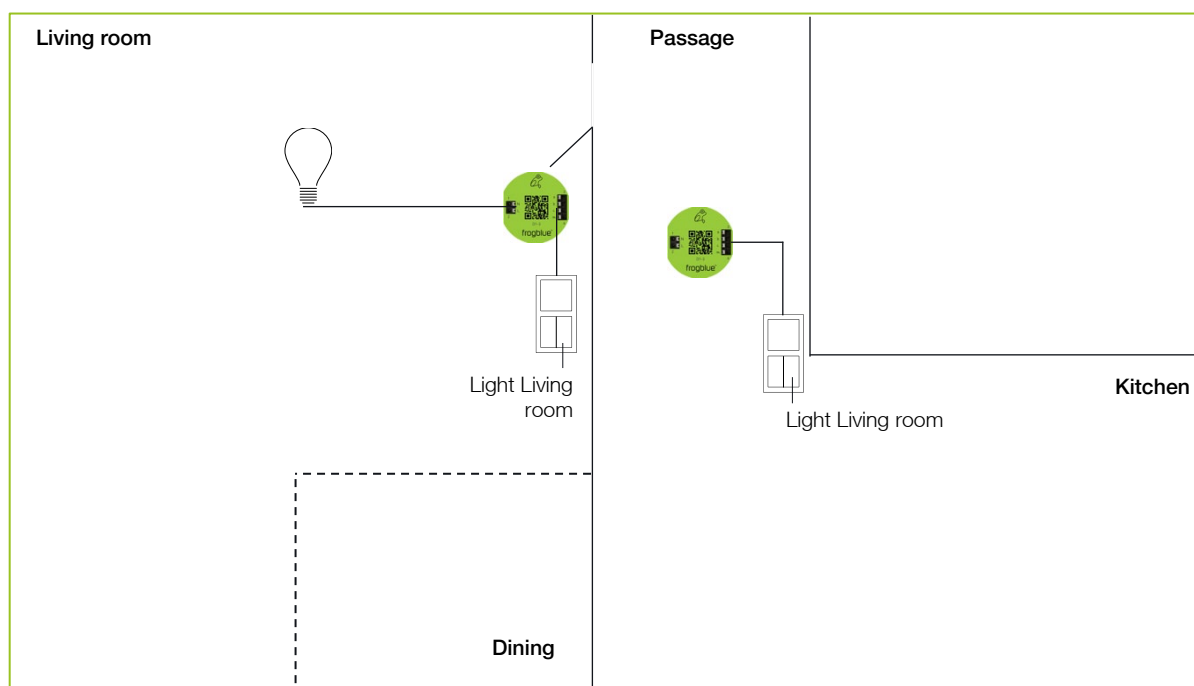 Living room
Passage
frogblue
frogblue
Light Living
room
Kitchen
Light Living room
Dining